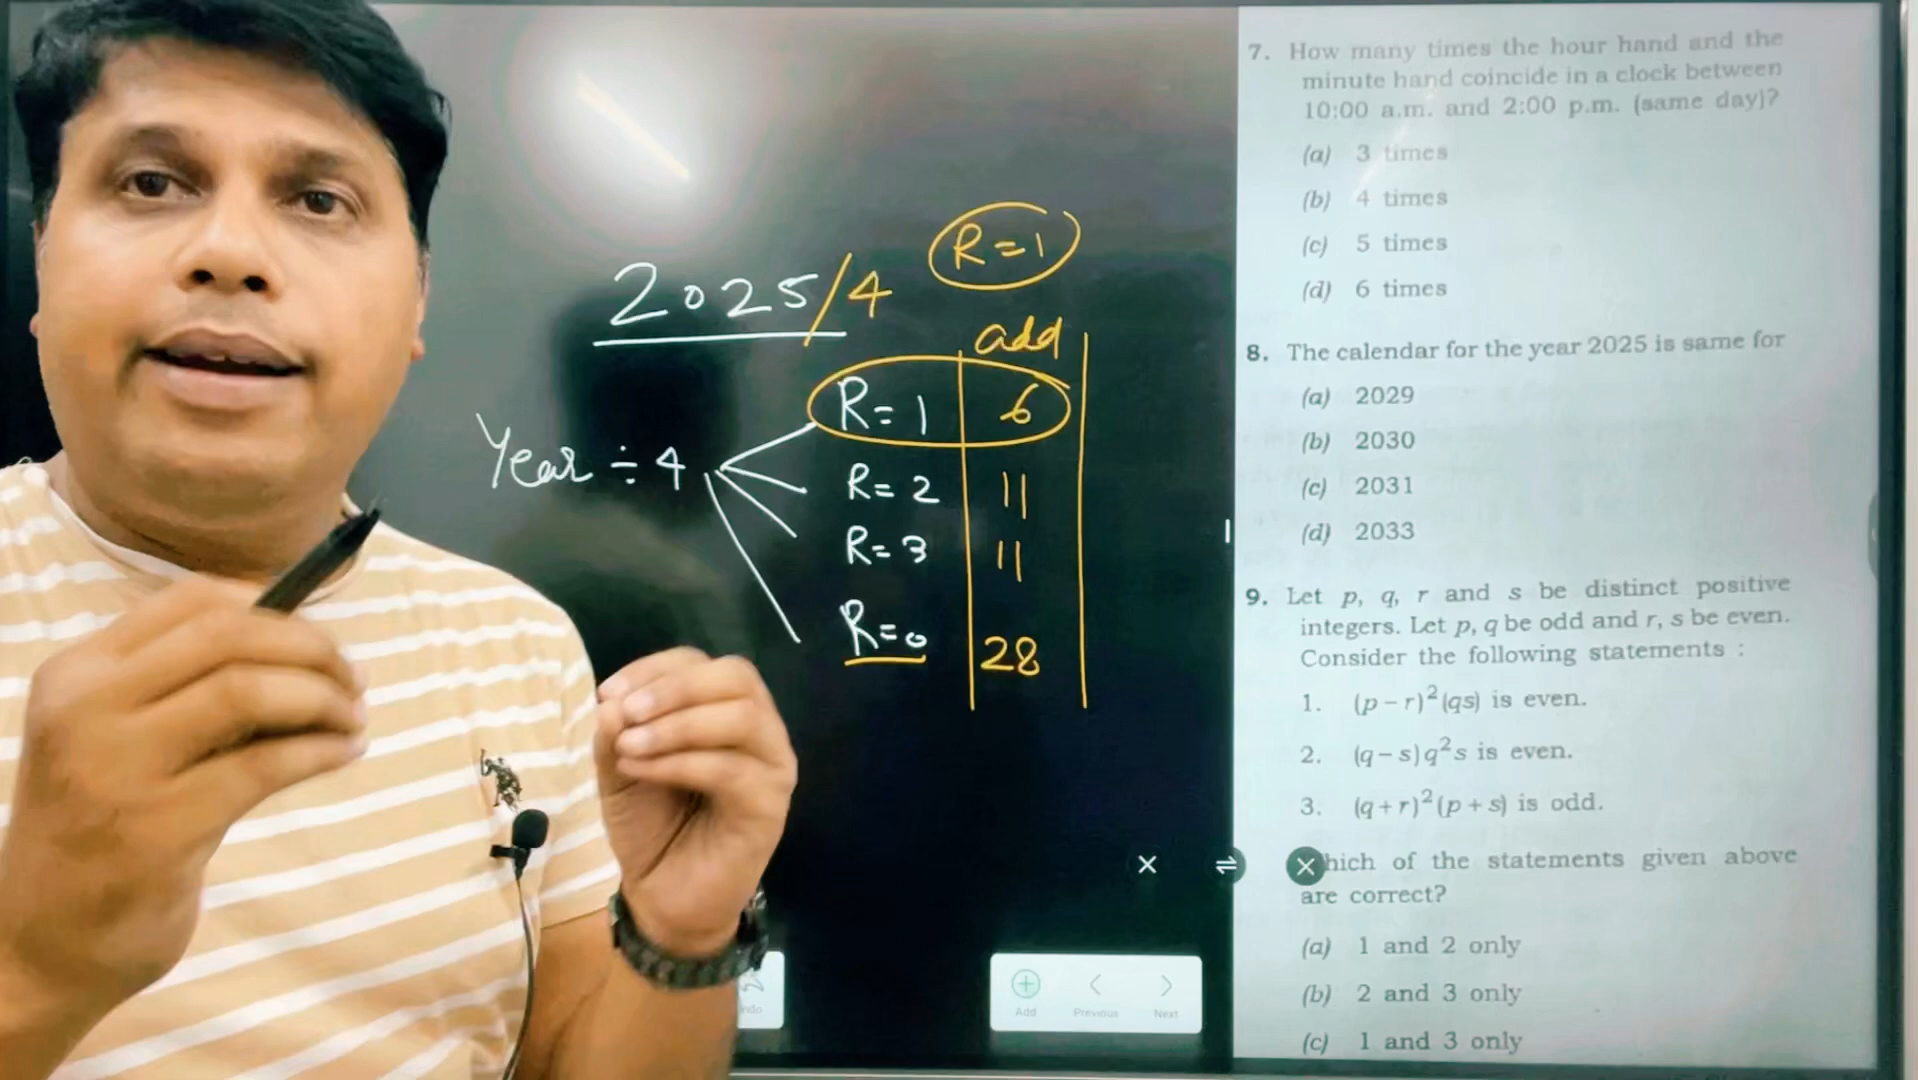 R=1
2025/4
add
Year ÷ 4
R=1 6
R=2 11
R=3 11
R=0 28
Add
Previous
Next
7. How many times the hour hand and the
minute hand coincide in a clock between
10:00 a.m. and 2:00 p.m. (same day)?
(a) 3 times
(b) 4 times
(c) 5 times
(d) 6 times
8. The calendar for the year 2025 is same for
(a) 2029
(b) 2030
(c) 2031
(d) 2033
9. Let p, q, r and s be distinct positive
integers. Let p, q be odd and r, s be even.
Consider the following statements :
1. (p – r)²(qs) is even.
2. (q – s)q²s is even.
3. (q + r)²(p + s) is odd.
hich of the statements given above
are correct?
(a) 1 and 2 only
(b) 2 and 3 only
(c) 1 and 3 only